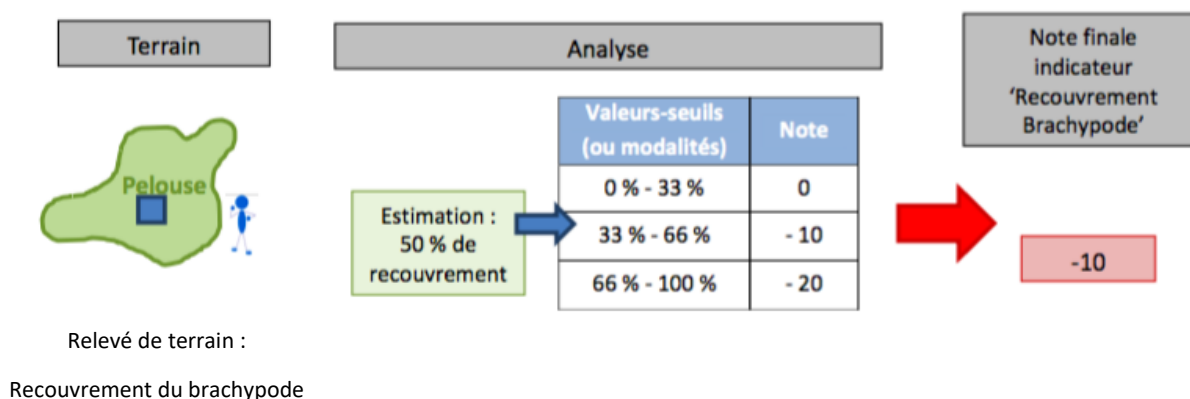 Terrain
Analyse
Note finale
indicateur
‘Recouvrement
Brachypode’
Pelouse
Estimation :
50 % de
recouvrement
Valeurs-seuils
(ou modalités)
Note
0 % - 33 %
0
33 % - 66 %
- 10
66 % - 100 %
- 20
-10
Relevé de terrain :
Recouvrement du brachypode